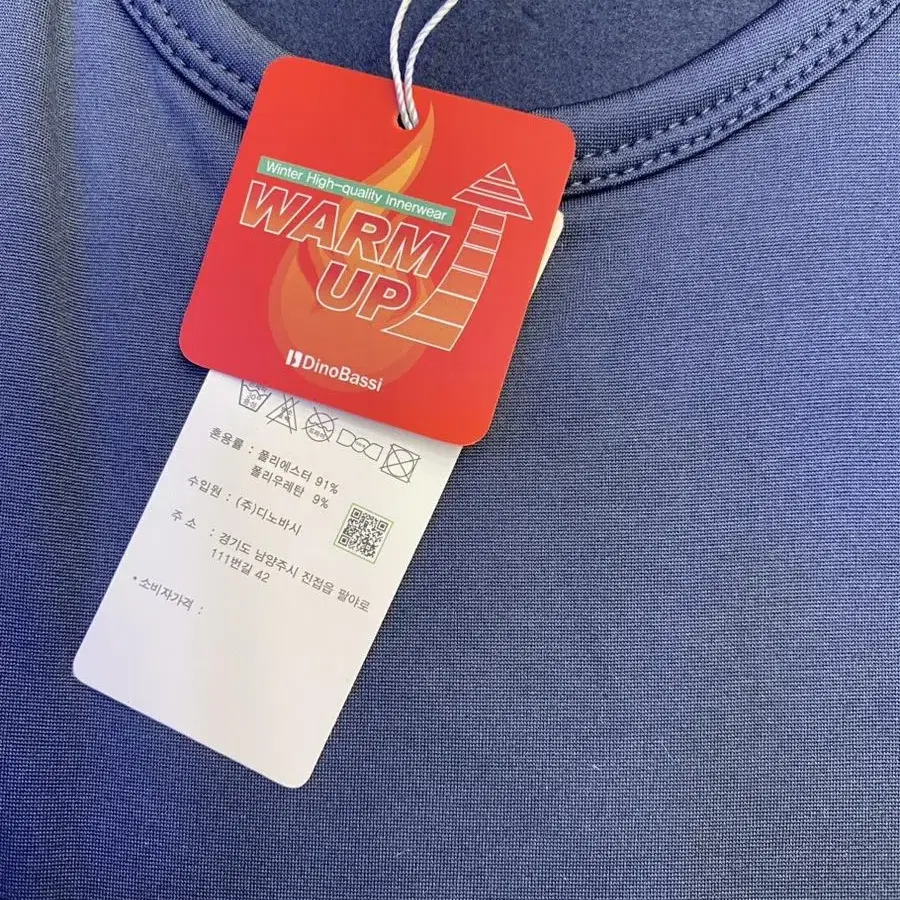 Winter High-quality Innerwear
WARM
UP
DinoBassi
혼용률 : 폴리에스터 91%
폴리우레탄 9%
수입원 : (주)디노바시
주 소 : 경기도 남양주시 진접읍 팔야로
111번길 42
*소비자가격 :